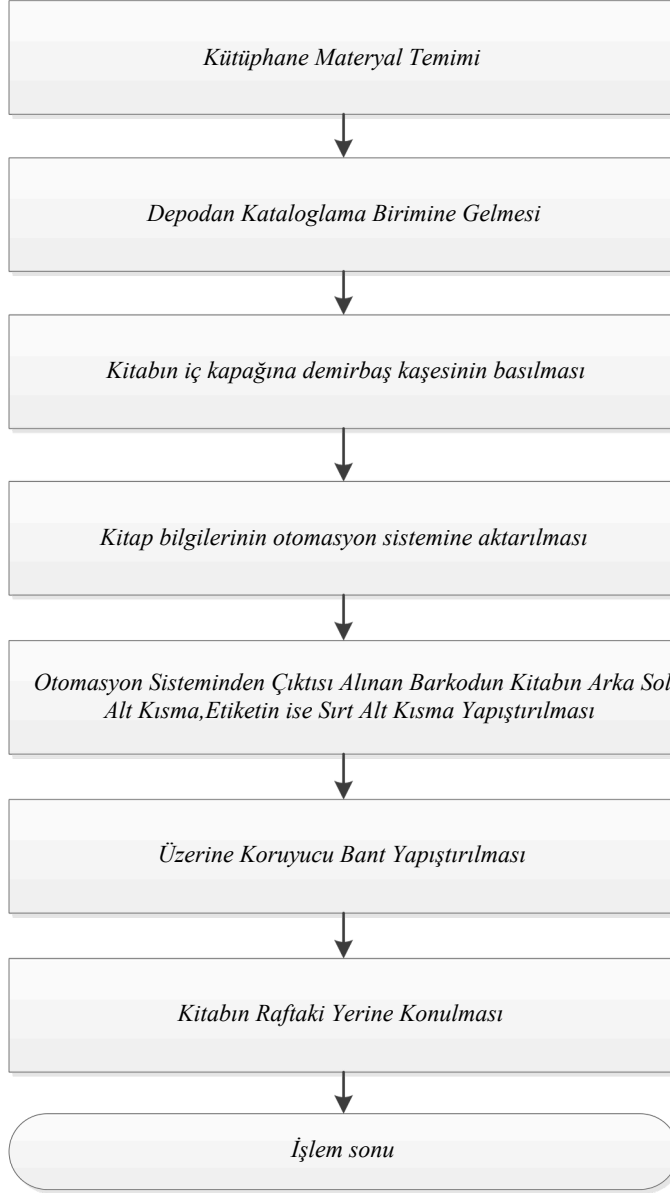 Kütüphane Materyal Temimi
Depodan Kataloglama Birimine Gelmesi
Kitabın iç kapağına demirbaş kaşesinin basılması
Kitap bilgilerinin otomasyon sistemine aktarılması
Otomasyon Sisteminden Çıktısı Alınan Barkodun Kitabın Arka Sol
Alt Kısma,Etiketin ise Sırt Alt Kısma Yapıştırılması
Üzerine Koruyucu Bant Yapıştırılması
Kitabın Raftaki Yerine Konulması
İşlem sonu